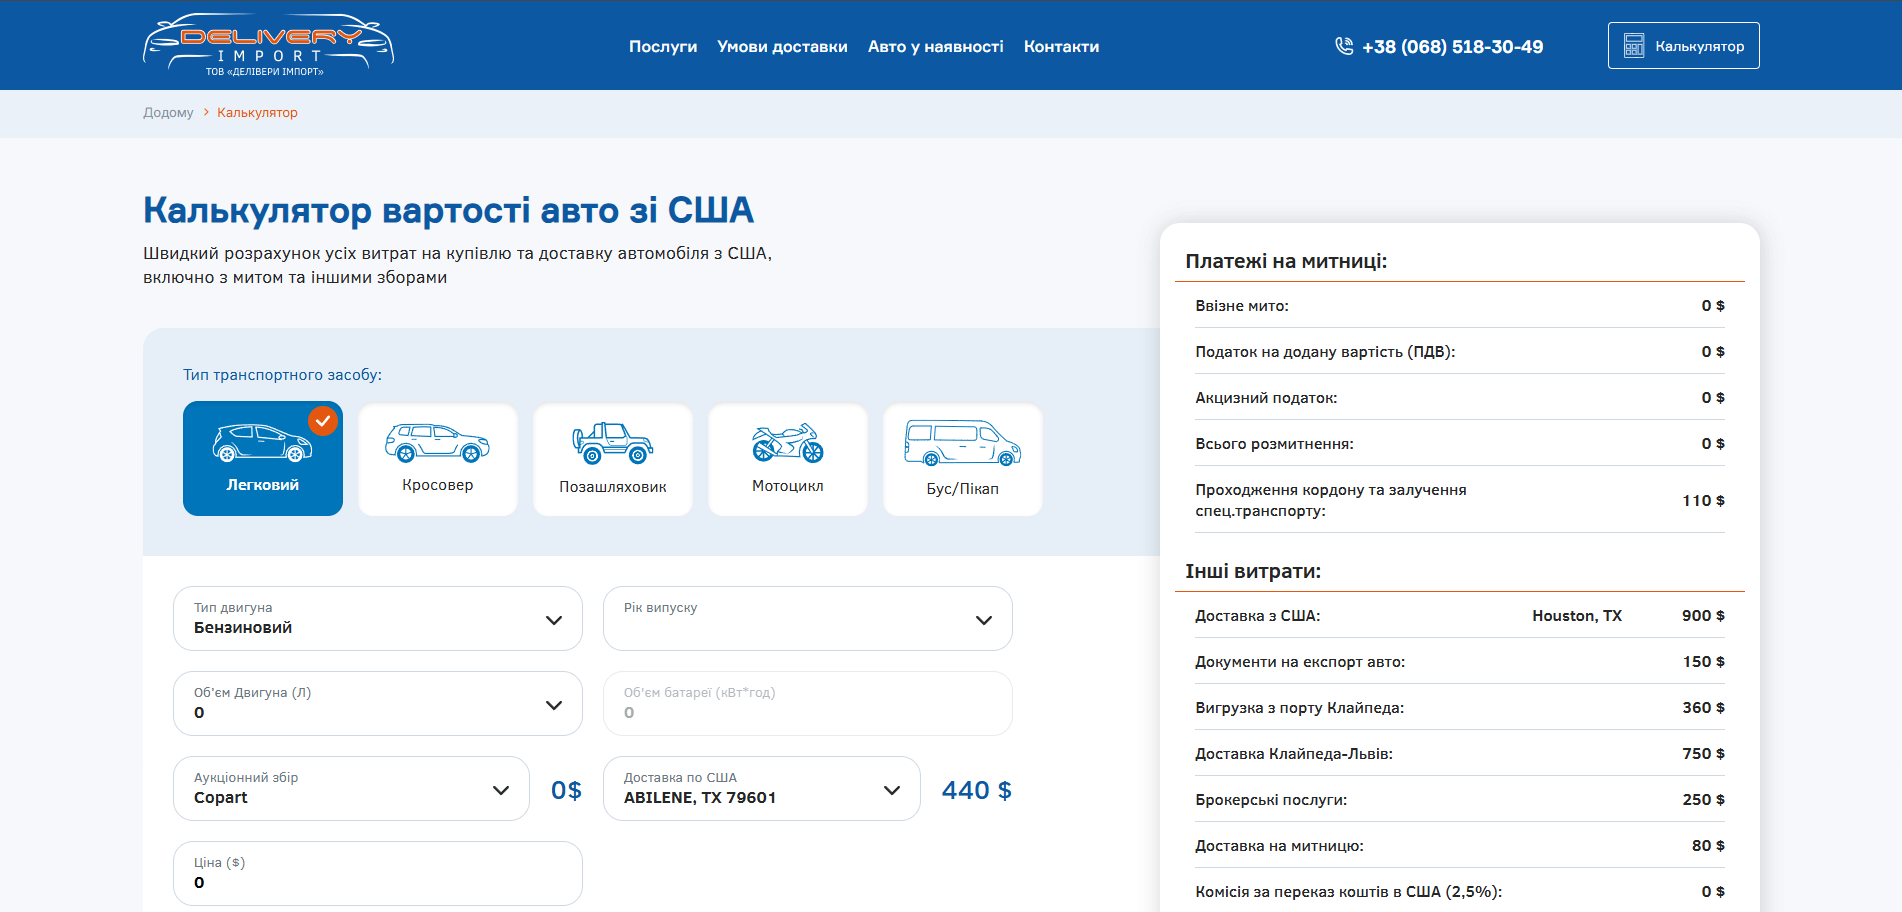 DELIVERY
IMPORT
ТОВ «ДЕЛІВЕРИ ІМПОРТ»
Послуги
Умови доставки
Авто у наявності
Контакти
+38 (068) 518-30-49
Калькулятор
Додому
Калькулятор
Калькулятор вартості авто зі США
Швидкий розрахунок усіх витрат на купівлю та доставку автомобіля з США,
включно з митом та іншими зборами
Тип транспортного засобу:
Легковий
Кросовер
Позашляховик
Мотоцикл
Бус/Пікап
Тип двигуна
Бензиновий
Рік випуску
Об'єм Двигуна (Л)
0
Об'єм батареї (кВт*год)
0
Аукціонний збір
Copart
0$
Доставка по США
ABILENE, TX 79601
440 $
Ціна ($)
0
Платежі на митниці:
Ввізне мито: 0 $
Податок на додану вартість (ПДВ): 0 $
Акцизний податок: 0 $
Всього розмитнення: 0 $
Проходження кордону та залучення
спец.транспорту: 110 $
Інші витрати:
Доставка з США: Houston, TX 900 $
Документи на експорт авто: 150 $
Вигрузка з порту Клайпеда: 360 $
Доставка Клайпеда-Львів: 750 $
Брокерські послуги: 250 $
Доставка на митницю: 80 $
Комісія за переказ коштів в США (2,5%): 0 $